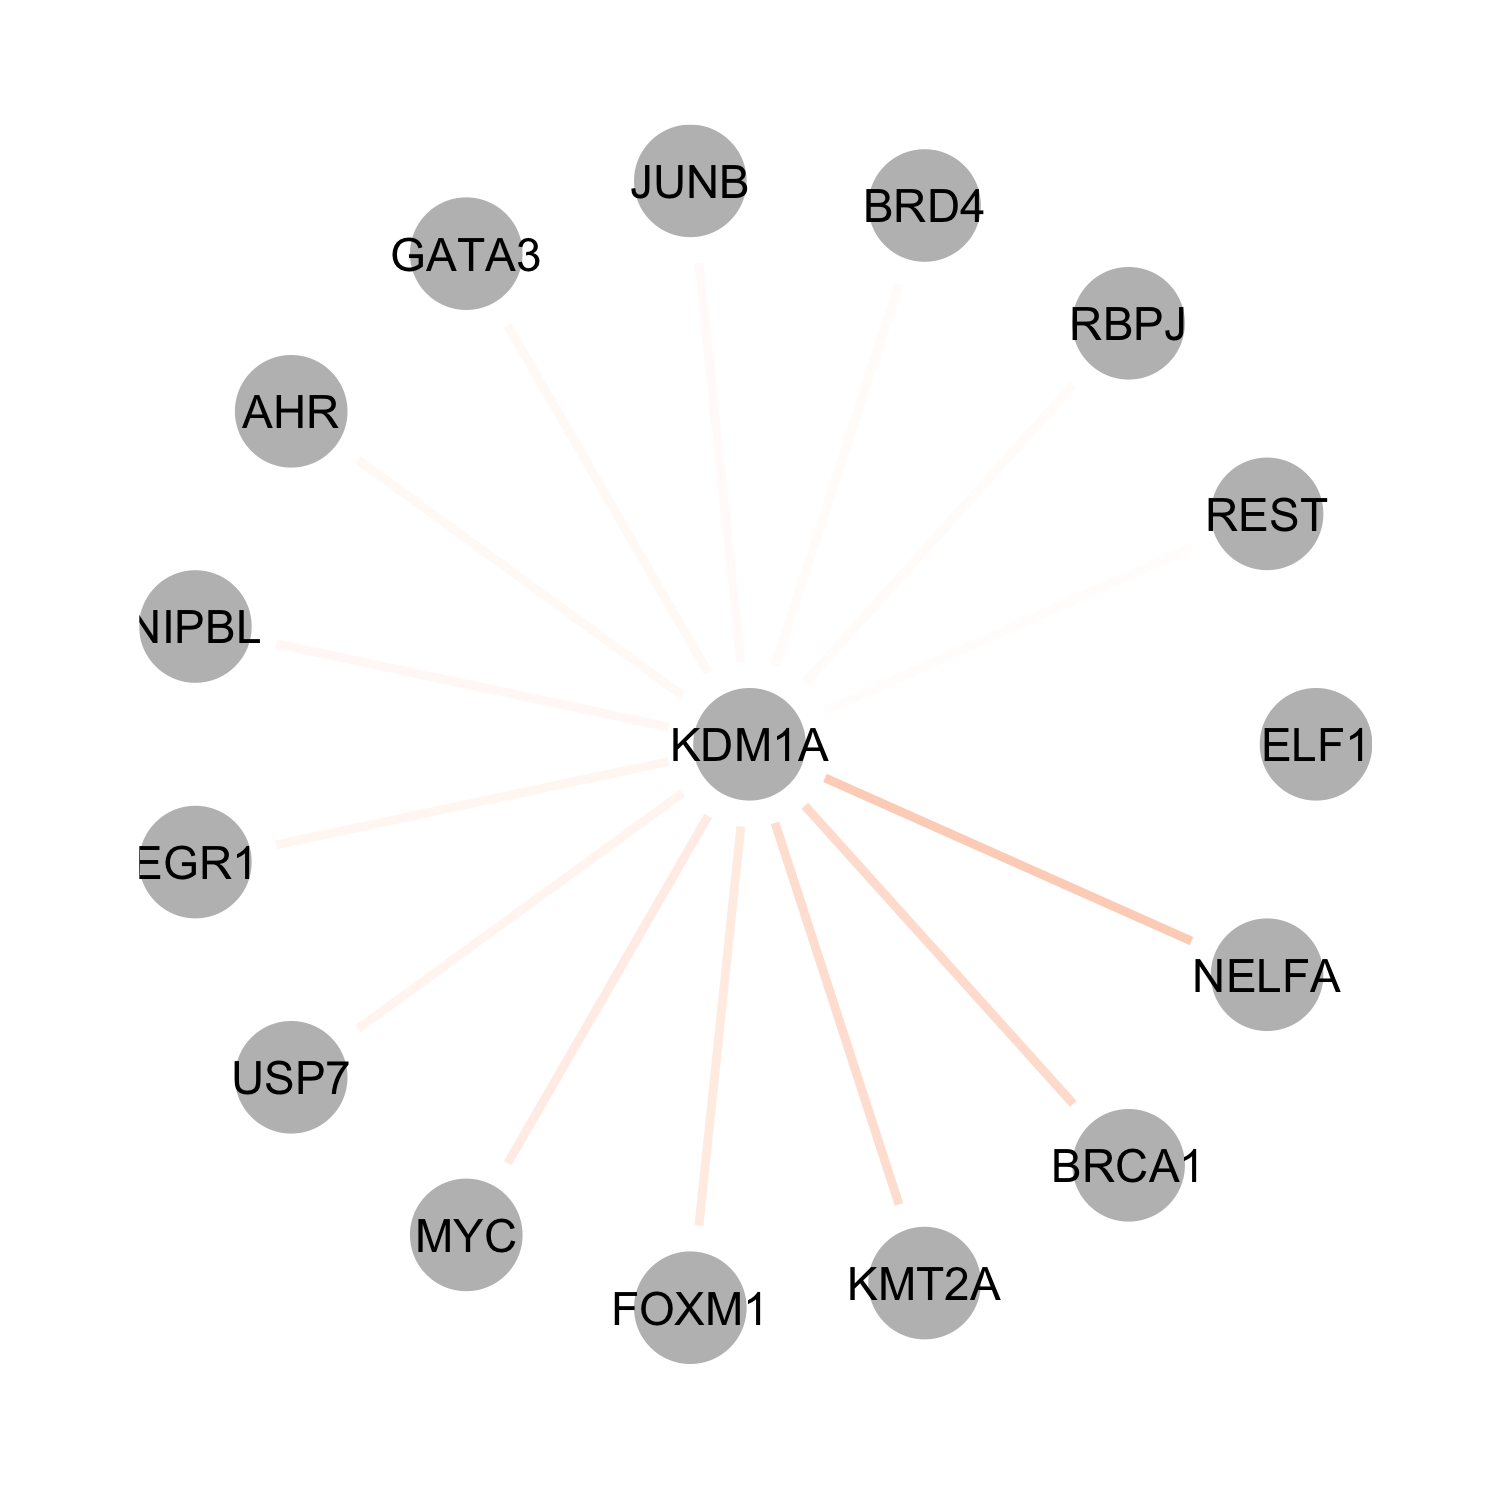 JUNB
BRD4
GATA3
RBPJ
AHR
REST
NIPBL
KDM1A
ELF1
EGR1
NELFA
USP7
BRCA1
MYC
KMT2A
FOXM1